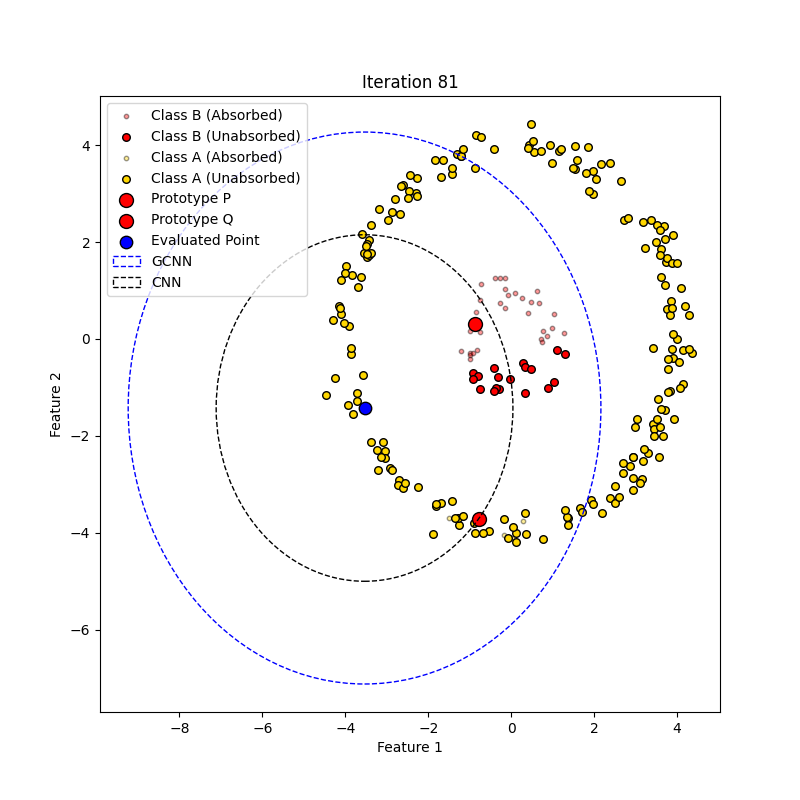 Iteration 81
Class B (Absorbed)
Class B (Unabsorbed)
Class A (Absorbed)
Class A (Unabsorbed)
Prototype P
Prototype Q
Evaluated Point
GCNN
CNN
4
2
0
−2
−4
−6
Feature 2
−8 −6 −4 −2 0 2 4
Feature 1